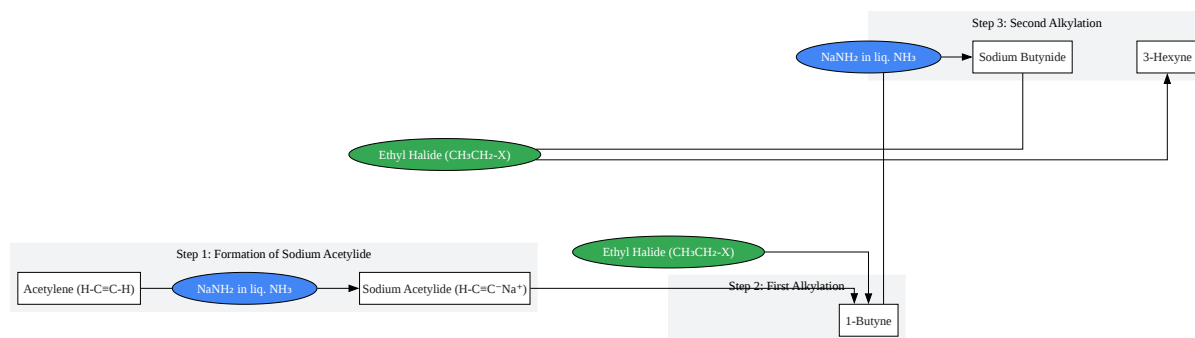 Step 3: Second Alkylation
NaNH₂ in liq. NH₃
Sodium Butynide
3-Hexyne
Ethyl Halide (CH₃CH₂-X)
Step 1: Formation of Sodium Acetylide
Ethyl Halide (CH₃CH₂-X)
Acetylene (H-C≡C-H)
NaNH₂ in liq. NH₃
Sodium Acetylide (H-C≡C⁻Na⁺)
Step 2: First Alkylation
1-Butyne